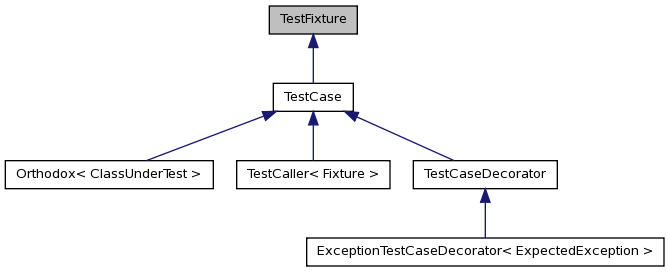 TestFixture
TestCase
Orthodox< ClassUnderTest >
TestCaller< Fixture >
TestCaseDecorator
ExceptionTestCaseDecorator< ExpectedException >